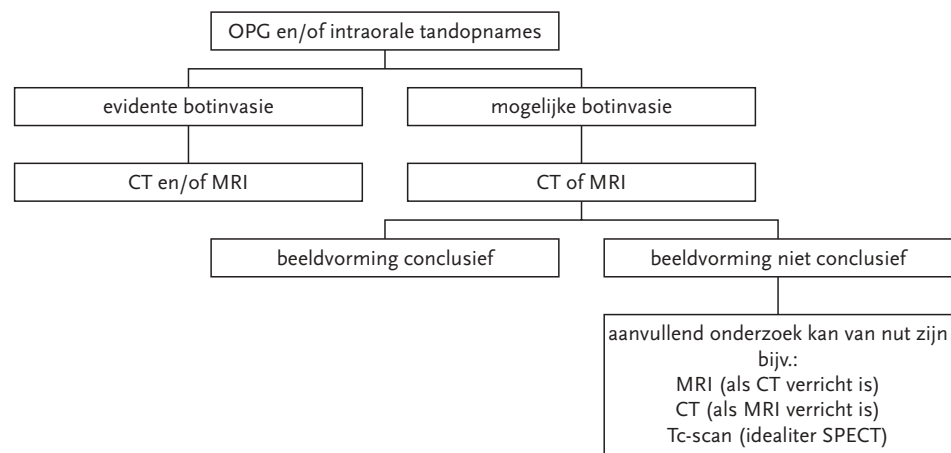 OPG en/of intraorale tandopnames
evidente botinvasie
mogelijke botinvasie
CT en/of MRI
CT of MRI
beeldvorming conclusief
beeldvorming niet conclusief
aanvullend onderzoek kan van nut zijn
bijv.:
MRI (als CT verricht is)
CT (als MRI verricht is)
Tc-scan (idealiter SPECT)